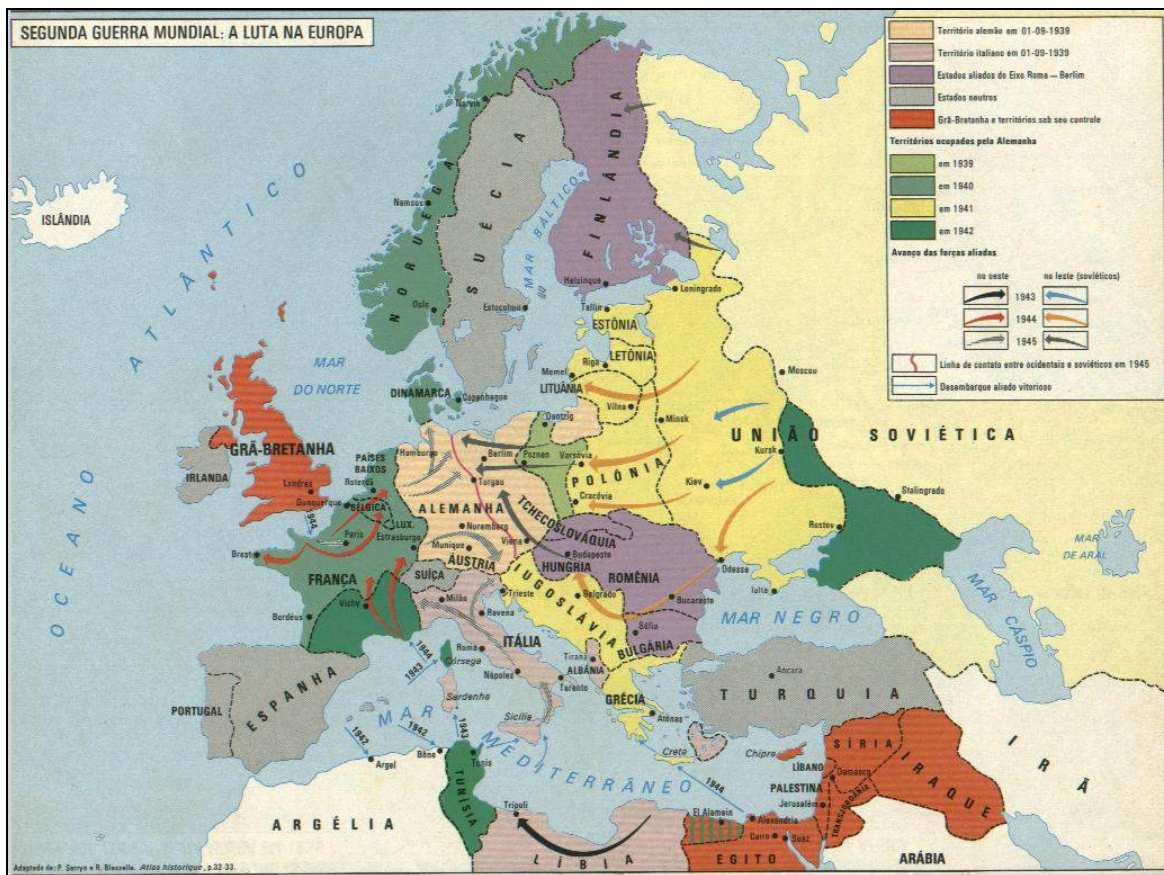 SEGUNDA GUERRA MUNDIAL: A LUTA NA EUROPA
Território alemão em 01-09-1939
Território italiano em 01-09-1939
Estados aliados do Eixo Roma — Berlim
Estados neutros
Grã-Bretanha e territórios sob seu controle
Territórios ocupados pela Alemanha
em 1939
em 1940
em 1941
em 1942
Avanço das forças aliadas
no oeste
no leste (soviéticos)
1943
1944
1945
Linha de contato entre ocidentais e soviéticos em 1945
Desembarque aliado vitorioso
ISLÂNDIA
OCEANO ATLÂNTICO
MAR DO NORTE
MAR BÁLTICO
NORUEGA
Narvik
Namsos
Oslo
SUÉCIA
Estocolmo
FINLÂNDIA
Helsinque
Leningrado
Tallin
ESTÔNIA
LETÔNIA
Riga
Memel
LITUÂNIA
Vilna
Moscou
Minsk
UNIÃO SOVIÉTICA
Kursk
Kiev
Stalingrado
Rostov
Odessa
Ialta
MAR DE ARAL
MAR CÁSPIO
MAR NEGRO
DINAMARCA
Copenhague
Dantzig
GRÃ-BRETANHA
IRLANDA
Londres
Dunquerque
1944
PAÍSES BAIXOS
Roterdã
BÉLGICA
LUX.
Hamburgo
Berlim
Torgau
Poznan
Varsóvia
POLÔNIA
Cracóvia
ALEMANHA
Nuremberg
Munique
TCHECOSLOVÁQUIA
Viena
ÁUSTRIA
Budapeste
HUNGRIA
ROMÊNIA
Bucareste
Brest
Paris
Estrasburgo
FRANÇA
SUÍÇA
Vichy
Bordéus
Milão
Trieste
Ravena
IUGOSLÁVIA
Belgrado
Sófia
BULGÁRIA
ITÁLIA
Roma
Nápoles
Tarento
Tirana
ALBÂNIA
GRÉCIA
Atenas
Creta
Córsega
Sardenha
Sicília
1944
1943
PORTUGAL
ESPANHA
MAR MEDITERRÂNEO
1942
1942
1943
Argel
Bône
Tunis
TUNÍSIA
ARGÉLIA
Trípoli
LÍBIA
Ancara
TURQUIA
Chipre
SÍRIA
LÍBANO
Damasco
IRAQUE
IRÃ
PALESTINA
Jerusalém
TRANSJORDÂNIA
1944
El Alamein
Alexandria
Cairo
Suez
EGITO
ARÁBIA
Adaptado de: P. Serryn e R. Blasselle. Atlas historique, p.32-33.